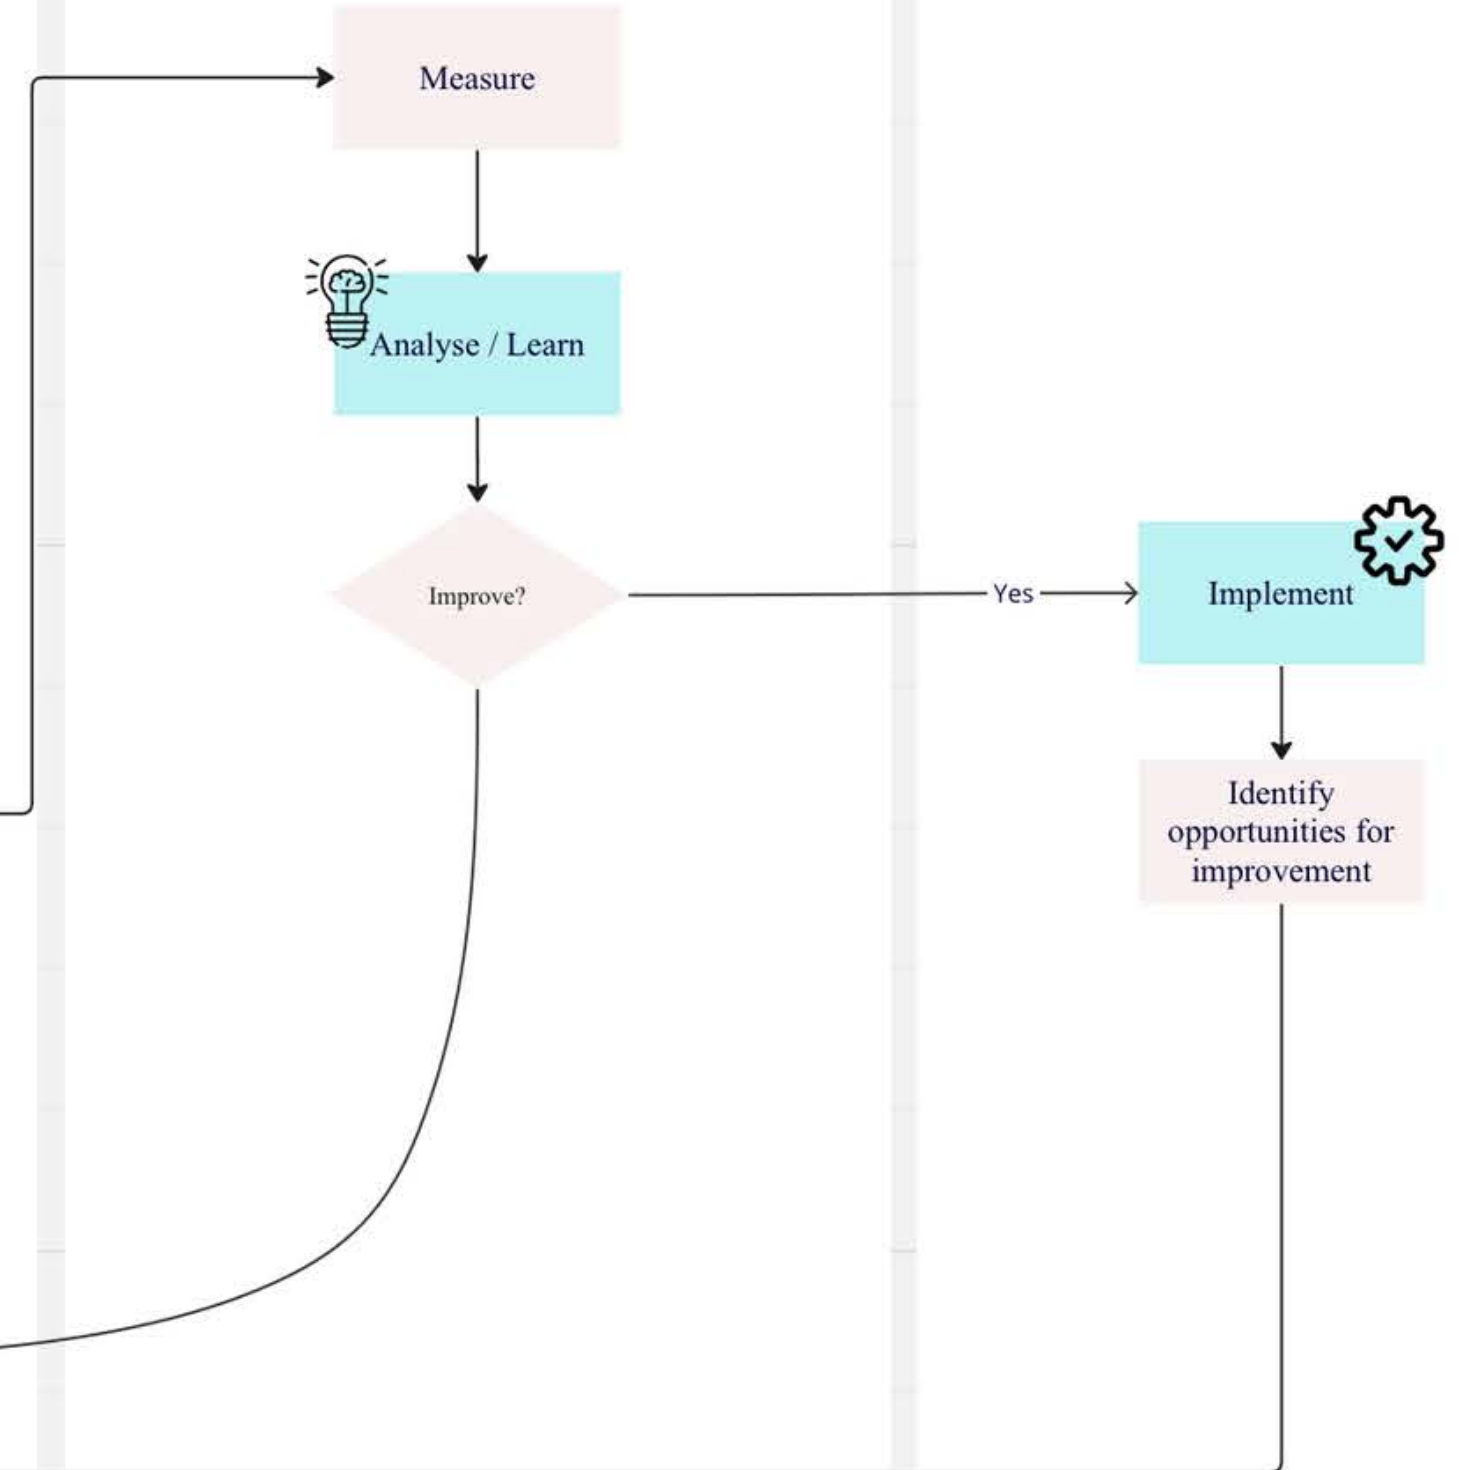 Measure
Analyse / Learn
Improve?
Yes
Implement
Identify
opportunities for
improvement